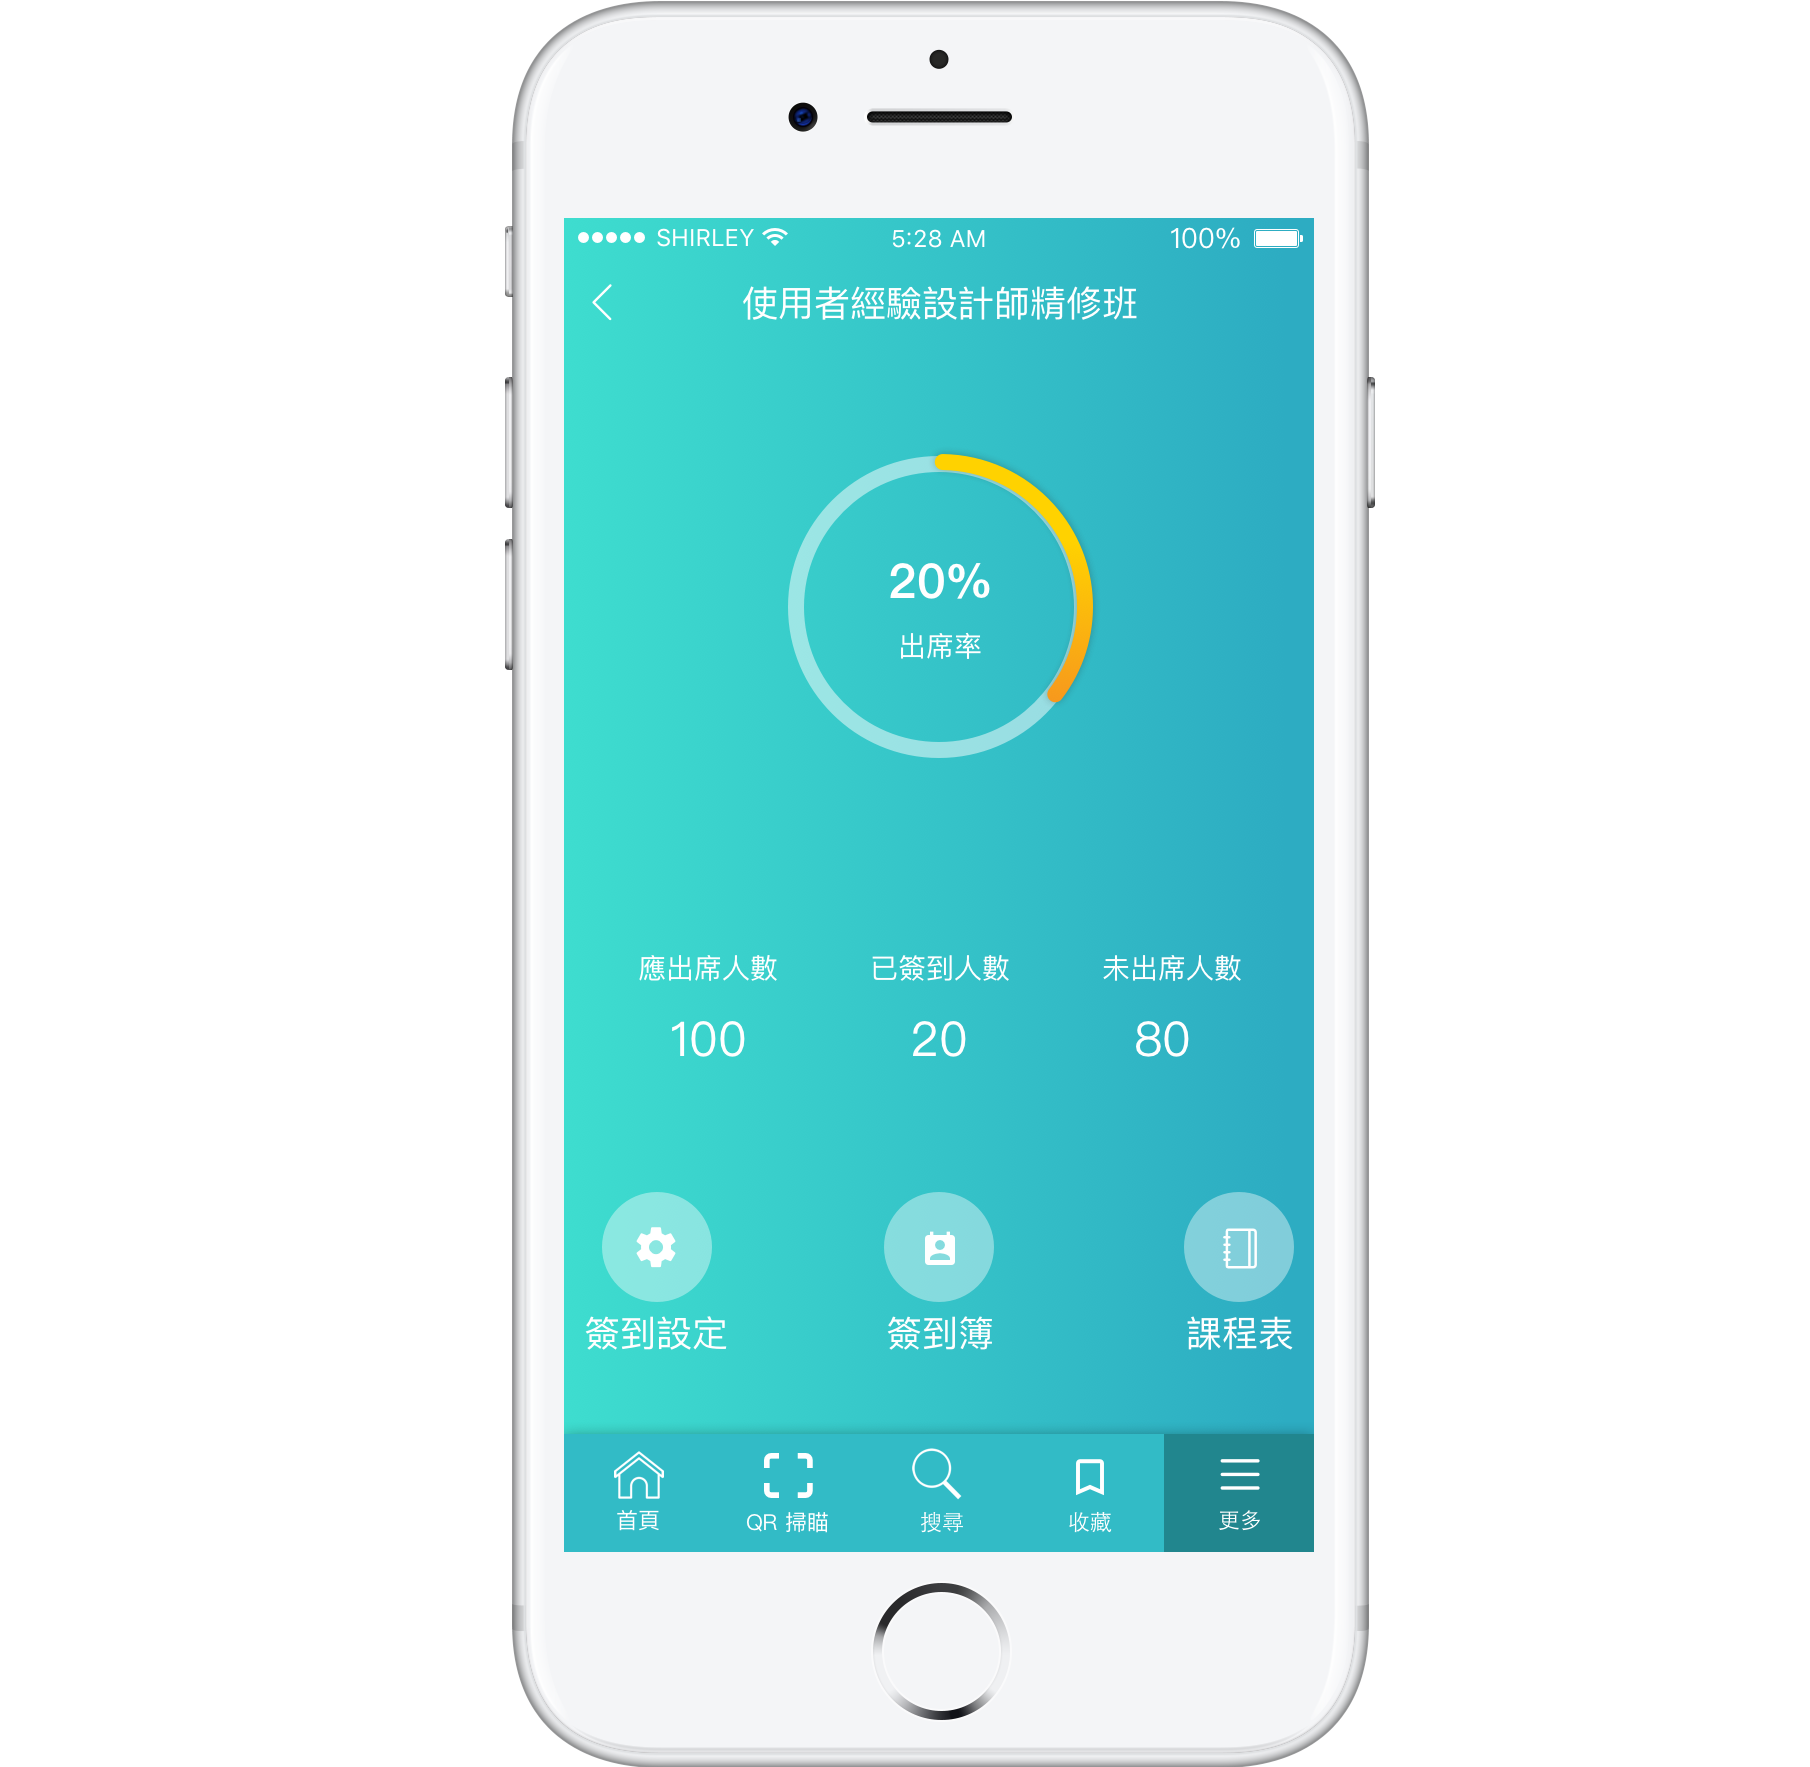 SHIRLEY 5:28 AM 100%
使用者經驗設計師精修班
20%
出席率
應出席人數 已簽到人數 未出席人數
100 20 80
簽到設定 簽到簿 課程表
首頁 QR 掃瞄 搜尋 收藏 更多